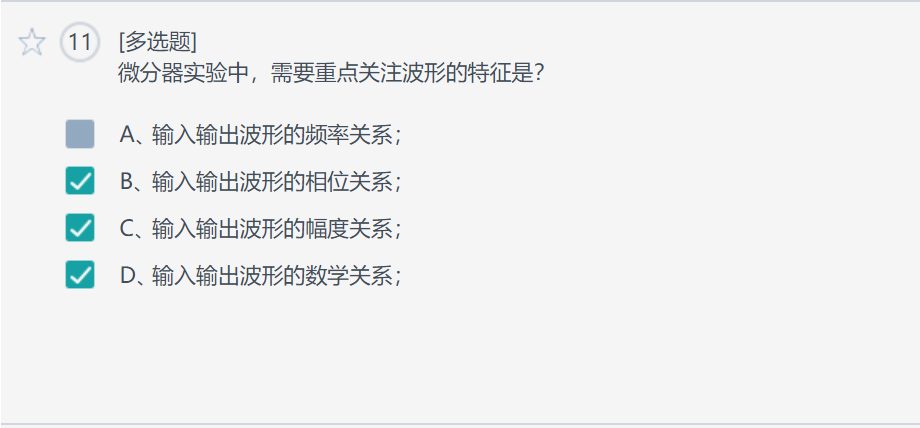 11 [多选题]
微分器实验中，需要重点关注波形的特征是？
A、输入输出波形的频率关系；
B、输入输出波形的相位关系；
C、输入输出波形的幅度关系；
D、输入输出波形的数学关系；